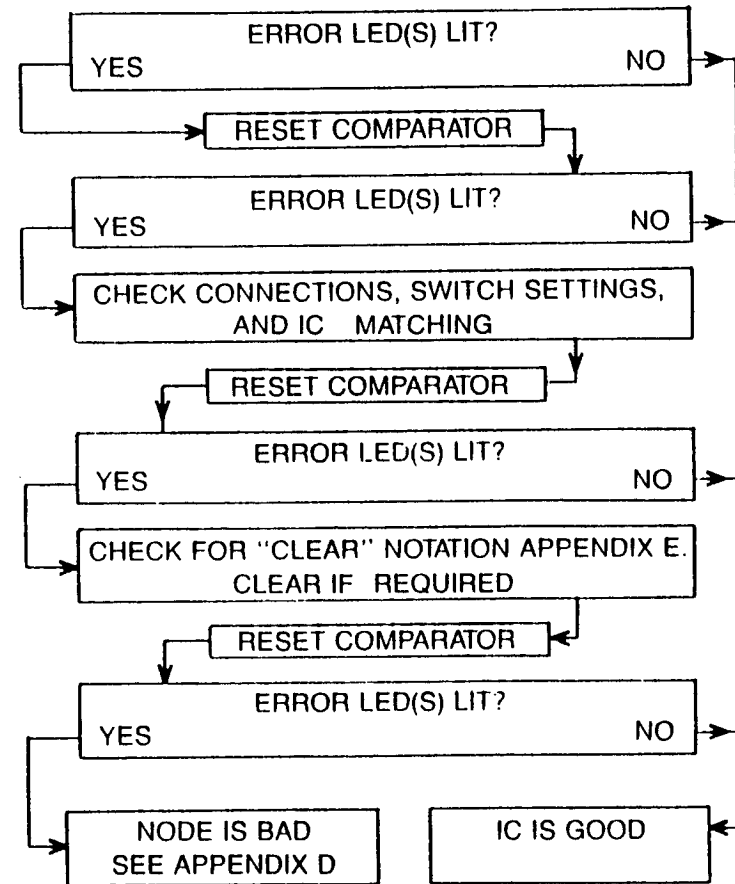 ERROR LED(S) LIT?
YES NO
RESET COMPARATOR
ERROR LED(S) LIT?
YES NO
CHECK CONNECTIONS, SWITCH SETTINGS,
AND IC MATCHING
RESET COMPARATOR
ERROR LED(S) LIT?
YES NO
CHECK FOR "CLEAR" NOTATION APPENDIX E.
CLEAR IF REQUIRED
RESET COMPARATOR
ERROR LED(S) LIT?
YES NO
NODE IS BAD
SEE APPENDIX D
IC IS GOOD